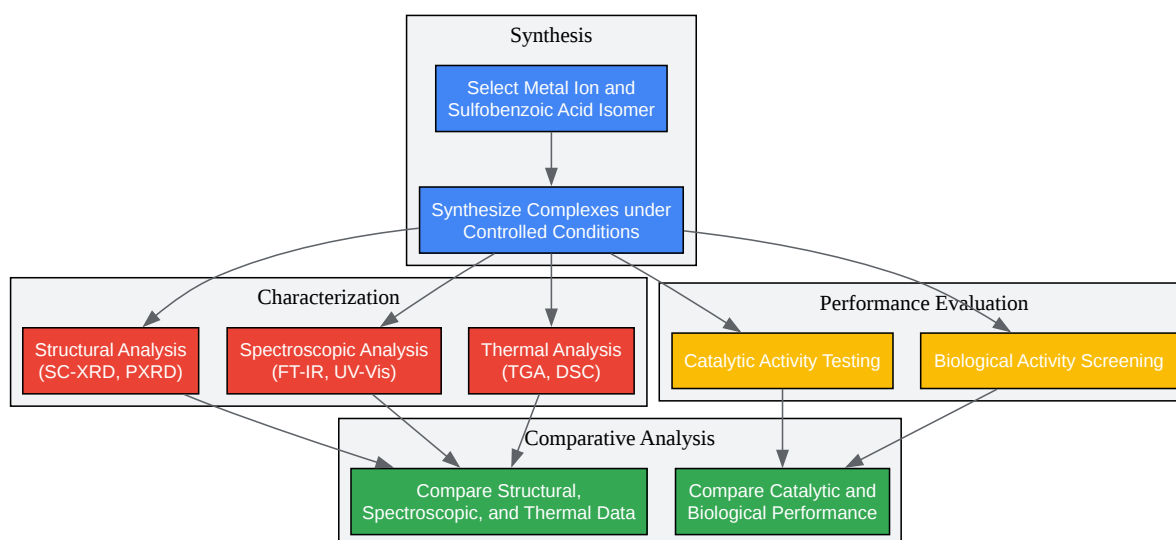 Synthesis
Select Metal Ion and
Sulfobenzoic Acid Isomer
Synthesize Complexes under
Controlled Conditions
Characterization
Structural Analysis
(SC-XRD, PXRD)
Spectroscopic Analysis
(FT-IR, UV-Vis)
Thermal Analysis
(TGA, DSC)
Performance Evaluation
Catalytic Activity Testing
Biological Activity Screening
Comparative Analysis
Compare Structural,
Spectroscopic, and Thermal Data
Compare Catalytic and
Biological Performance